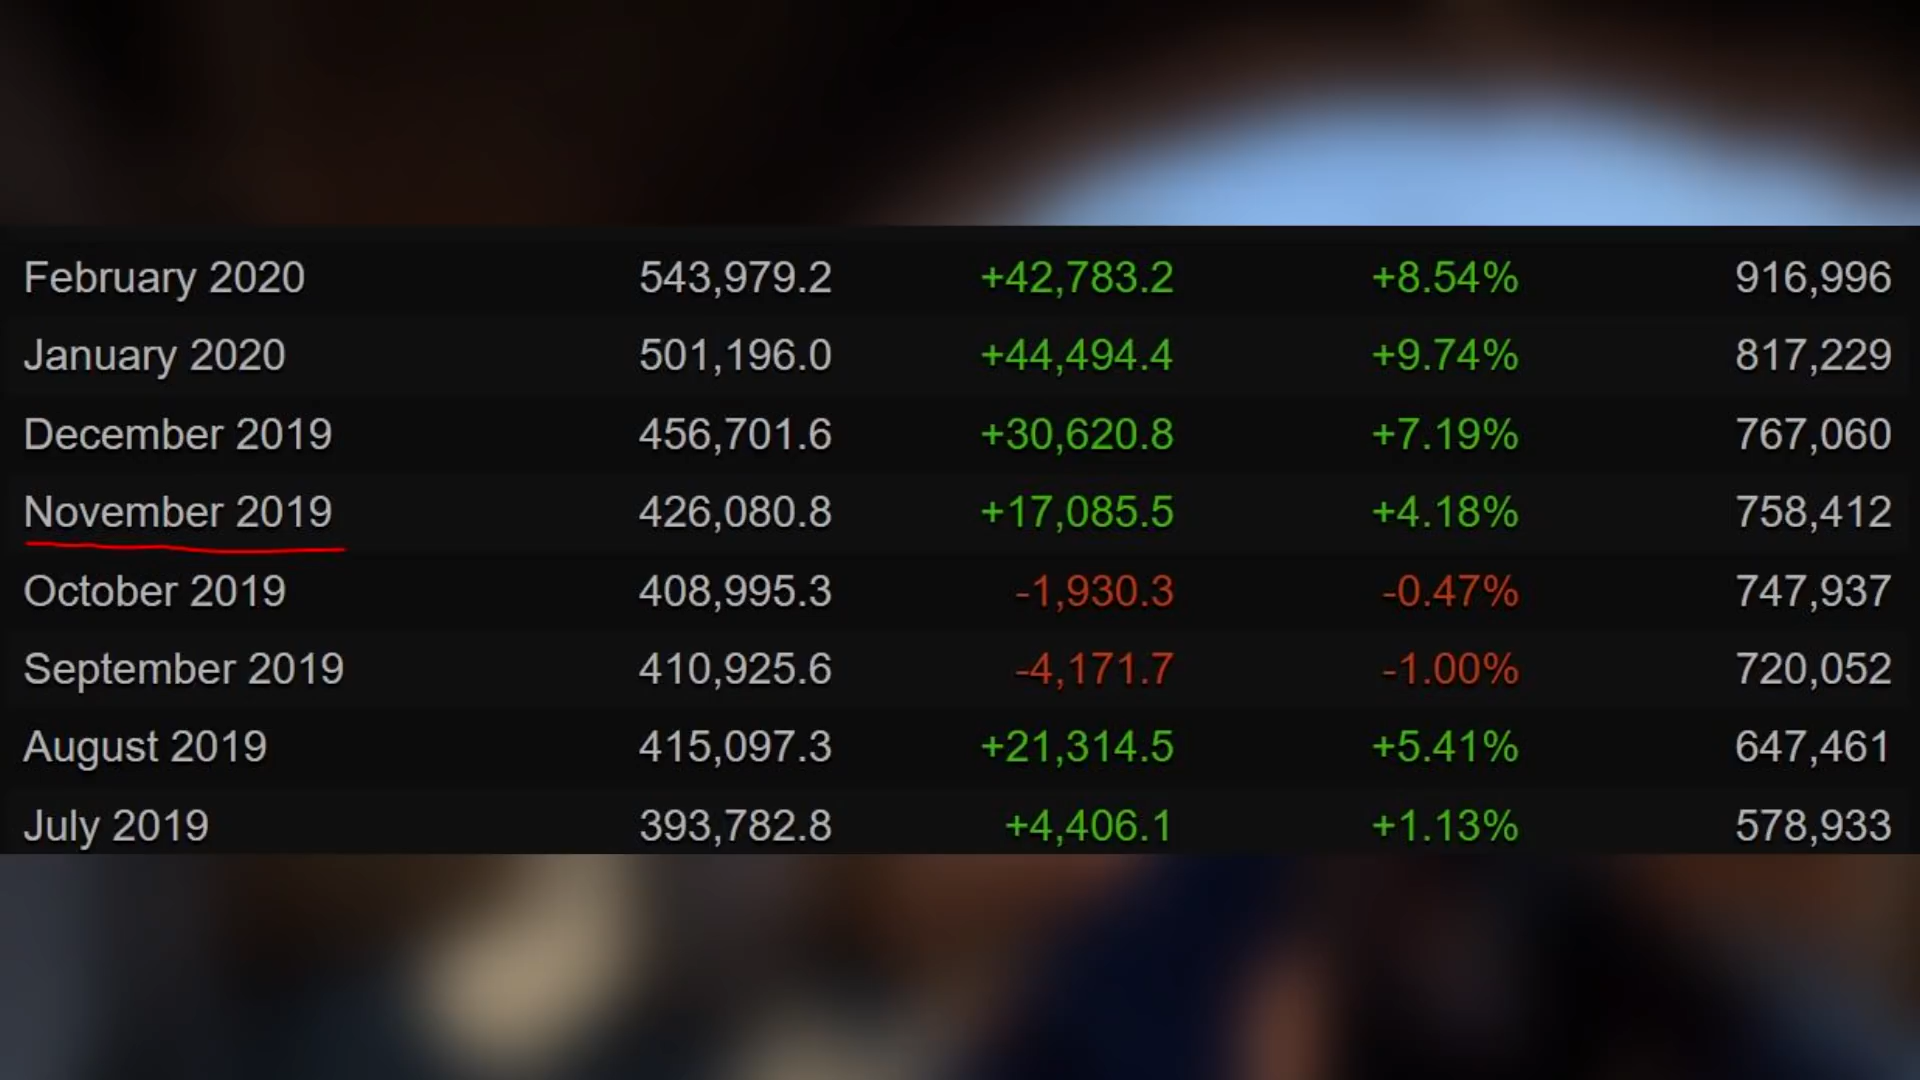 February 2020 543,979.2 +42,783.2 +8.54% 916,996
January 2020 501,196.0 +44,494.4 +9.74% 817,229
December 2019 456,701.6 +30,620.8 +7.19% 767,060
November 2019 426,080.8 +17,085.5 +4.18% 758,412
October 2019 408,995.3 -1,930.3 -0.47% 747,937
September 2019 410,925.6 -4,171.7 -1.00% 720,052
August 2019 415,097.3 +21,314.5 +5.41% 647,461
July 2019 393,782.8 +4,406.1 +1.13% 578,933